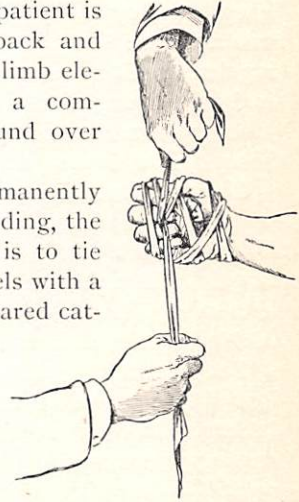 patient is
back and
limb ele-
a com-
und over
manently
ding, the
is to tie
els with a
ared cat-